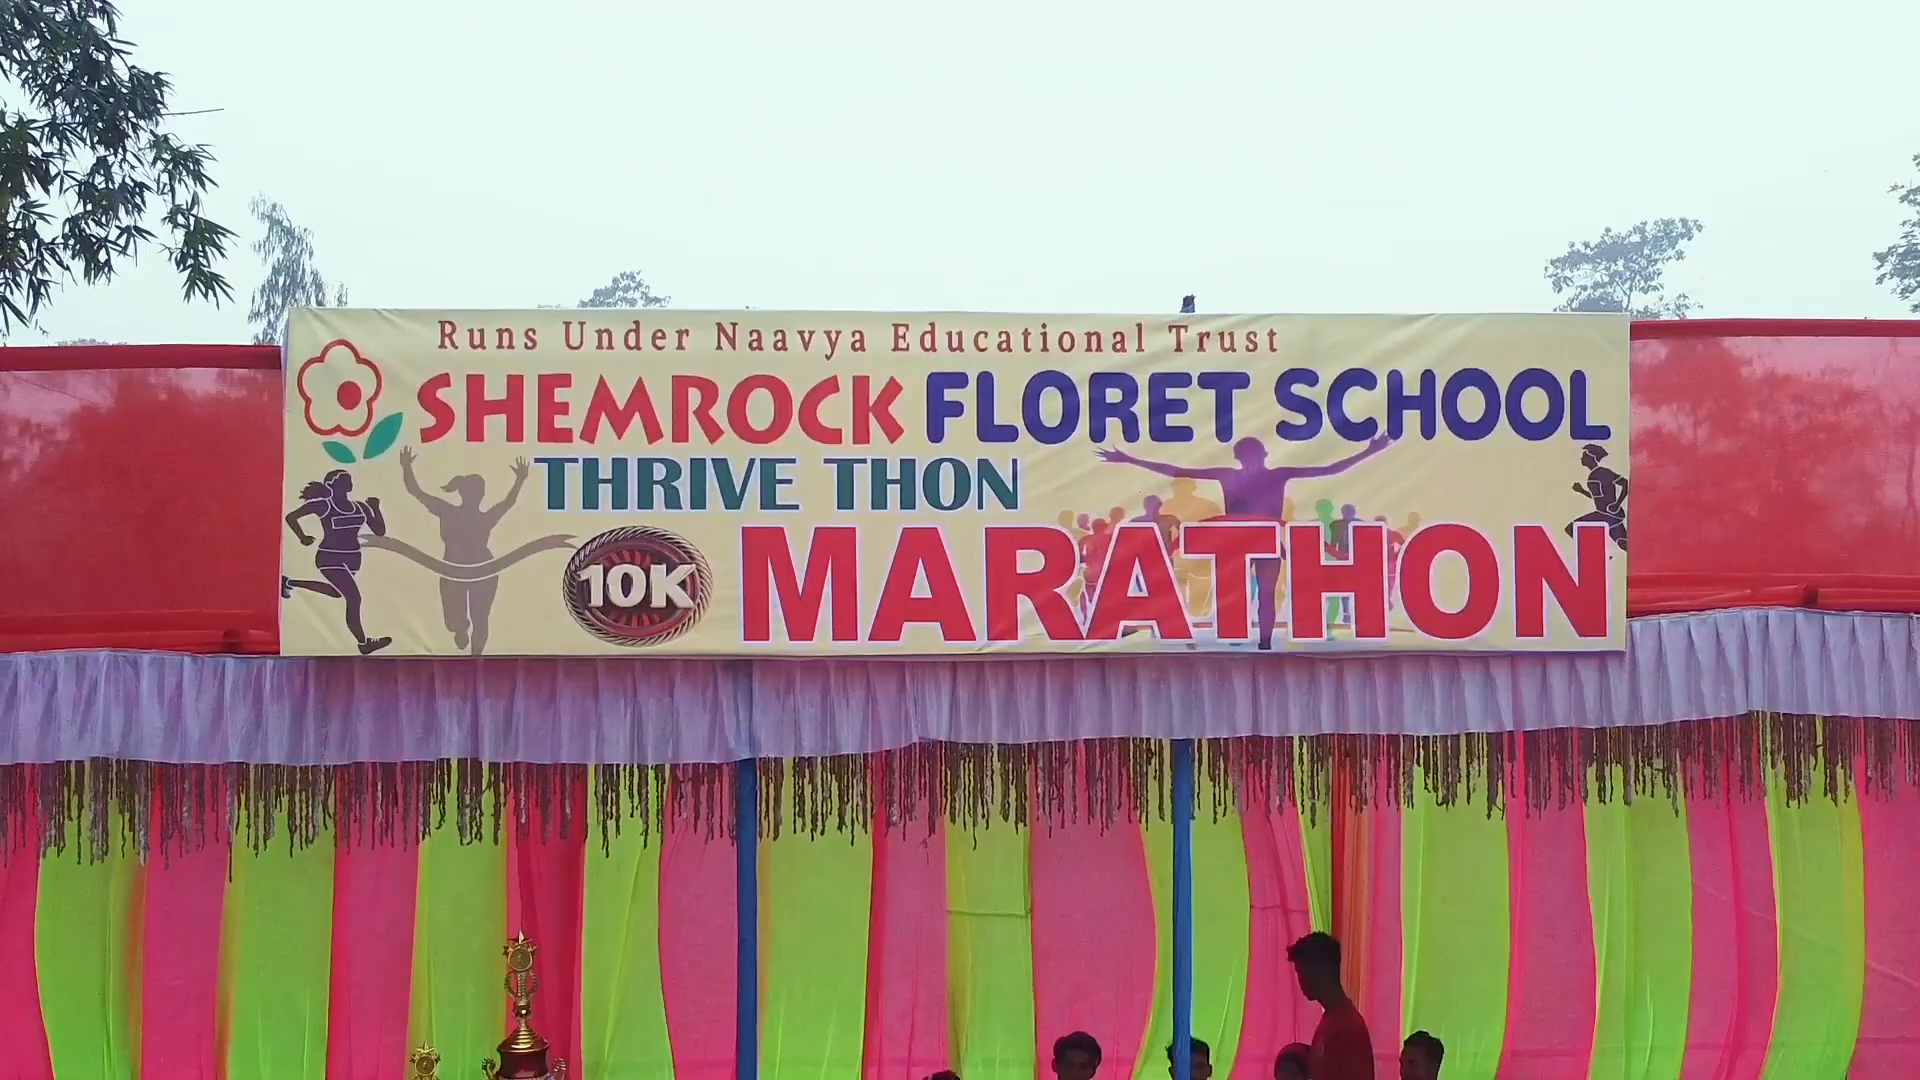 Runs Under Naavya Educational Trust
SHEMROCK FLORET SCHOOL
THRIVE THON
10K MARATHON